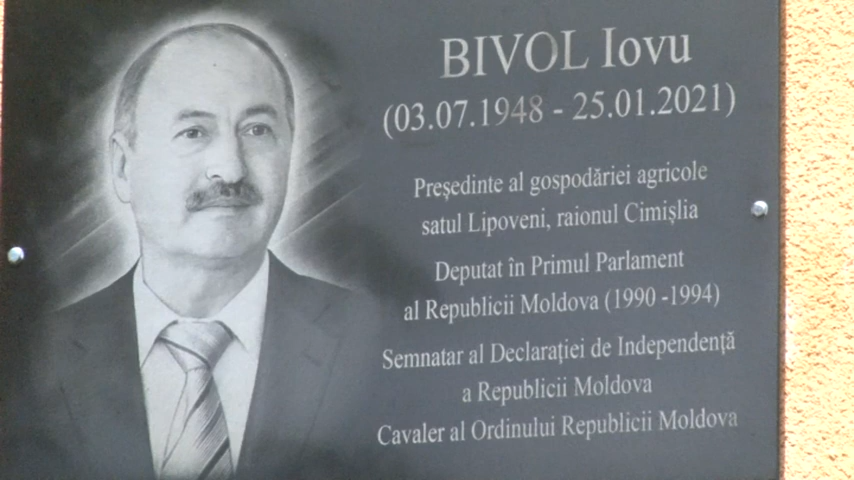 BIVOL Iovu
(03.07.1948 - 25.01.2021)
Președinte al gospodăriei agricole
satul Lipoveni, raionul Cimișlia
Deputat în Primul Parlament
al Republicii Moldova (1990 -1994)
Semnatar al Declarației de Independență
a Republicii Moldova
Cavaler al Ordinului Republicii Moldova